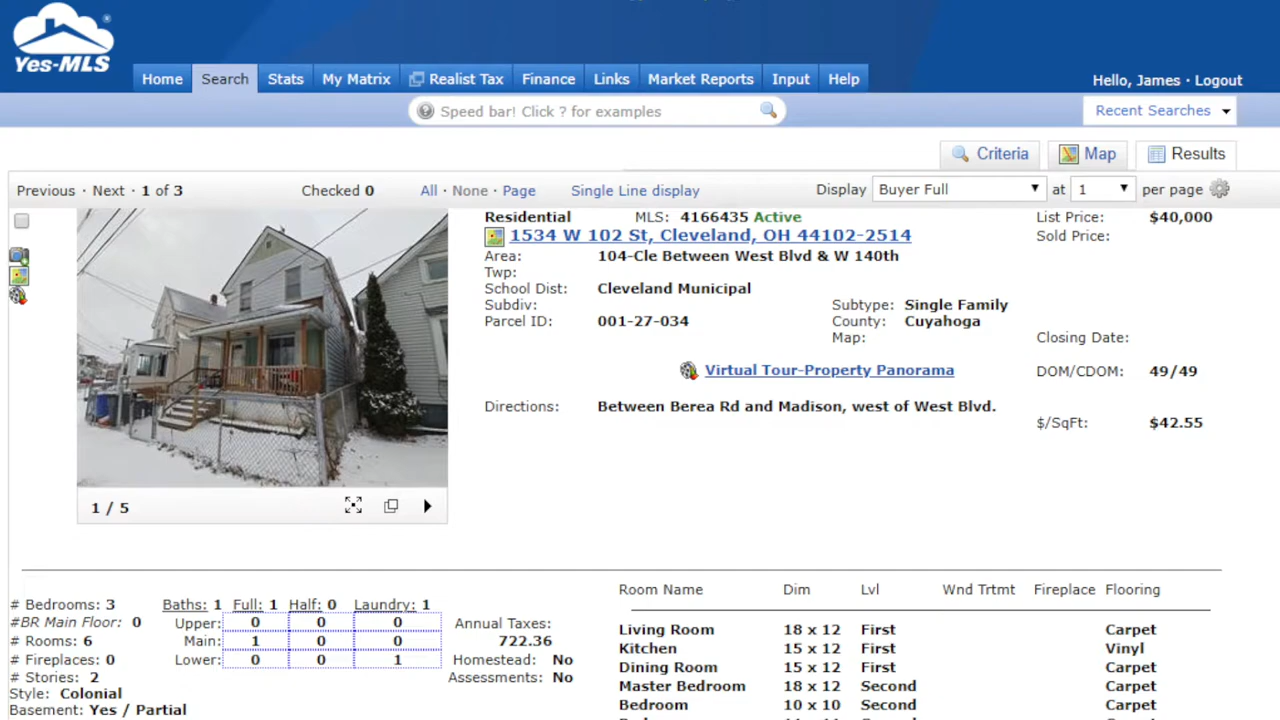 Yes-MLS
Home Search Stats My Matrix Realist Tax Finance Links Market Reports Input Help
Hello, James · Logout
Speed bar! Click ? for examples
Recent Searches
Criteria Map Results
Previous · Next · 1 of 3 Checked 0 All · None · Page Single Line display Display Buyer Full at 1 per page
Residential MLS: 4166435 Active List Price: $40,000
1534 W 102 St, Cleveland, OH 44102-2514 Sold Price:
Area: 104-Cle Between West Blvd & W 140th
Twp:
School Dist: Cleveland Municipal
Subdiv: Subtype: Single Family
Parcel ID: 001-27-034 County: Cuyahoga
Map: Closing Date:
Virtual Tour-Property Panorama DOM/CDOM: 49/49
Directions: Between Berea Rd and Madison, west of West Blvd.
$/SqFt: $42.55
1 / 5
# Bedrooms: 3 Baths: 1 Full: 1 Half: 0 Laundry: 1
#BR Main Floor: 0 Upper: 0 0 0 Annual Taxes:
# Rooms: 6 Main: 1 0 0 722.36
# Fireplaces: 0 Lower: 0 0 1 Homestead: No
# Stories: 2 Assessments: No
Style: Colonial
Basement: Yes / Partial
Room Name Dim Lvl Wnd Trtmt Fireplace Flooring
Living Room 18 x 12 First Carpet
Kitchen 15 x 12 First Vinyl
Dining Room 15 x 12 First Carpet
Master Bedroom 18 x 12 Second Carpet
Bedroom 10 x 10 Second Carpet